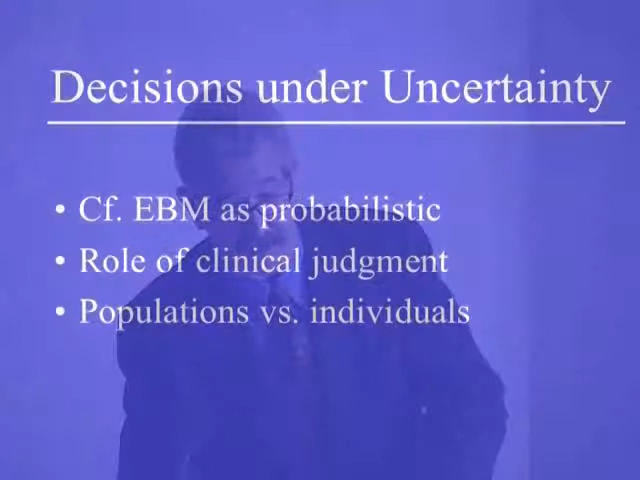 Decisions under Uncertainty
• Cf. EBM as probabilistic
• Role of clinical judgment
• Populations vs. individuals